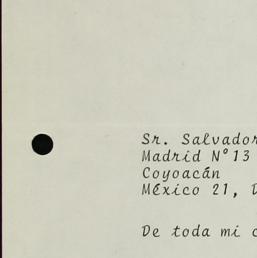 Sr. Salvador
Madrid N°13
Coyoacán
México 21,
De toda mi